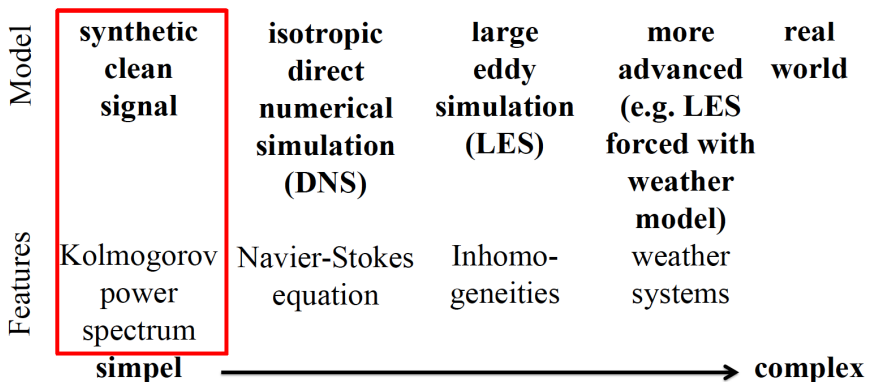 Model
synthetic
clean
signal
isotropic
direct
numerical
simulation
(DNS)
large
eddy
simulation
(LES)
more
advanced
(e.g. LES
forced with
weather
model)
real
world
Features
Kolmogorov
power
spectrum
Navier-Stokes
equation
Inhomo-
geneities
weather
systems
simpel
complex